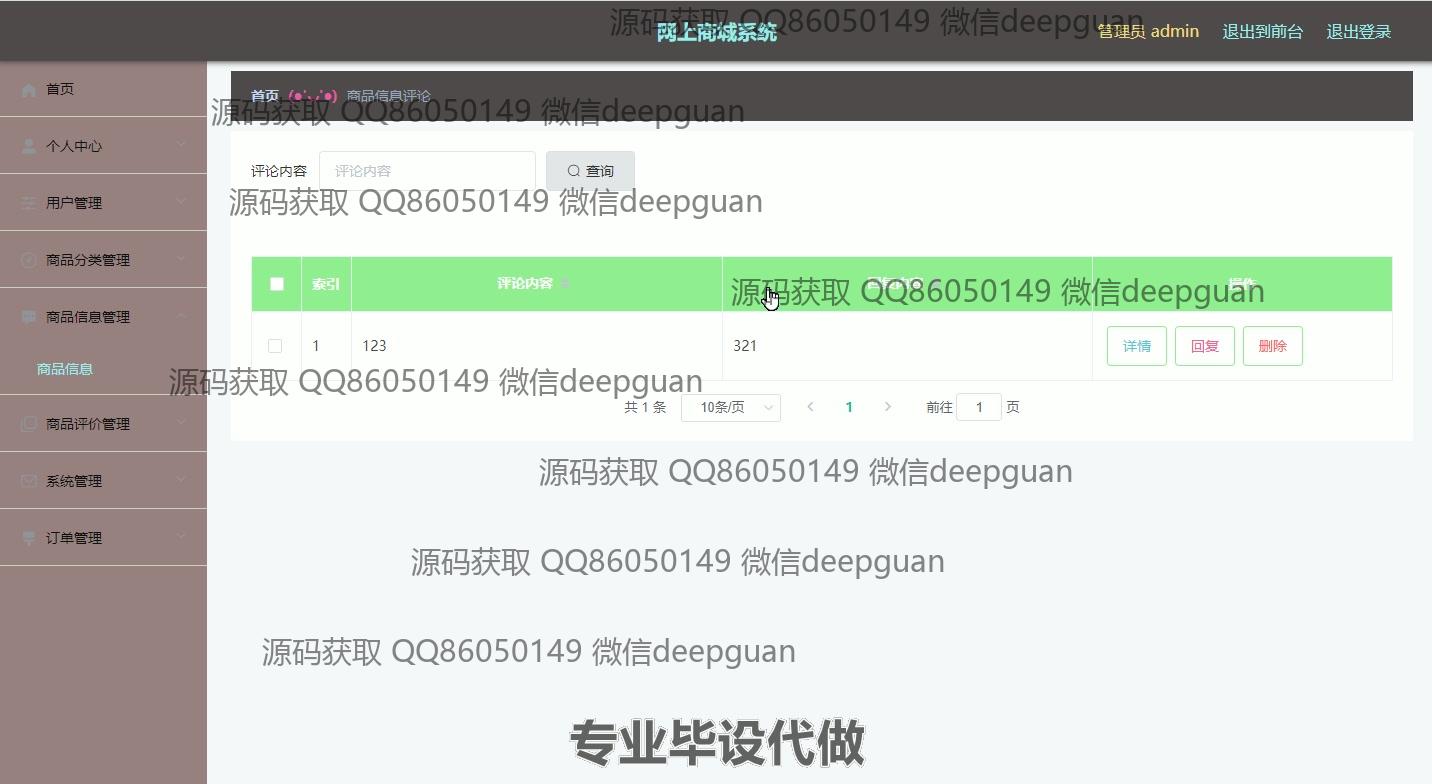 源码获取 QQ86050149 微信deepguan
网上商城系统
管理员 admin 退出到前台 退出登录
首页
首页 (●'◡'●) 商品信息评论
源码获取 QQ86050149 微信deepguan
个人中心
评论内容 评论内容 查询
用户管理
源码获取 QQ86050149 微信deepguan
商品分类管理
索引 评论内容 回复内容 操作
源码获取 QQ86050149 微信deepguan
商品信息管理
1 123 321 详情 回复 删除
商品信息
源码获取 QQ86050149 微信deepguan
共 1 条 10条/页 1 前往 1 页
商品评价管理
源码获取 QQ86050149 微信deepguan
系统管理
订单管理
源码获取 QQ86050149 微信deepguan
源码获取 QQ86050149 微信deepguan
专业毕设代做